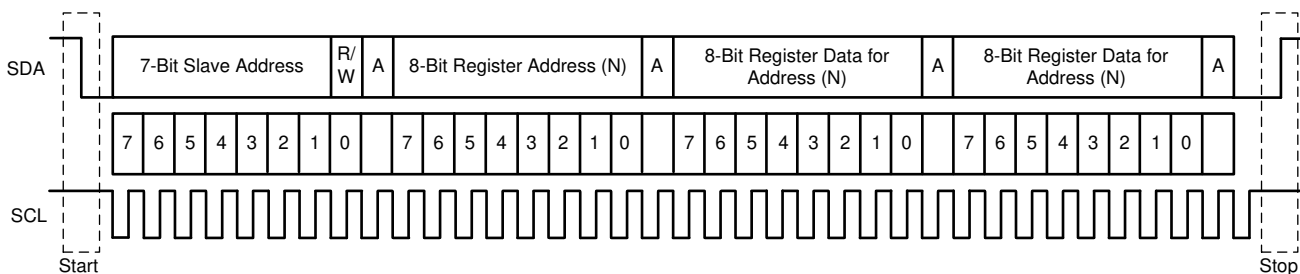 SDA
7-Bit Slave Address
R/
W
A
8-Bit Register Address (N)
A
8-Bit Register Data for
Address (N)
A
8-Bit Register Data for
Address (N)
A
7 6 5 4 3 2 1 0 7 6 5 4 3 2 1 0 7 6 5 4 3 2 1 0 7 6 5 4 3 2 1 0
SCL
Start
Stop